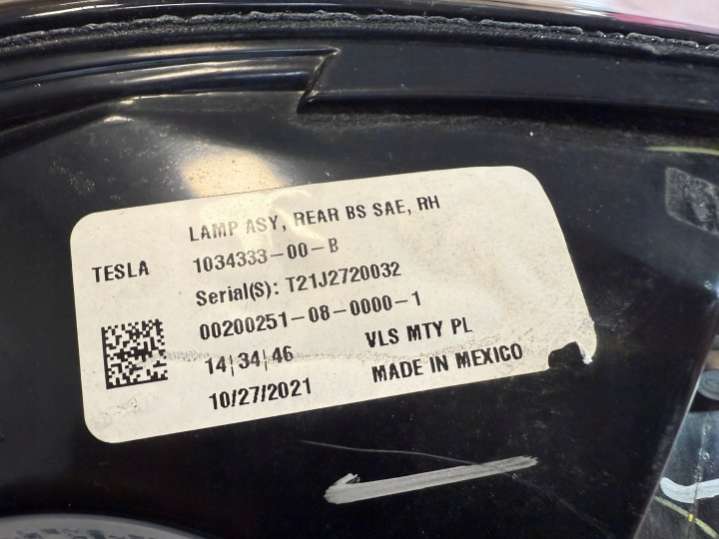 LAMP ASY, REAR BS SAE, RH
TESLA
1034333-00-B
Serial(S): T21J2720032
00200251-08-0000-1
14|34|46
VLS MTY PL
10/27/2021
MADE IN MEXICO